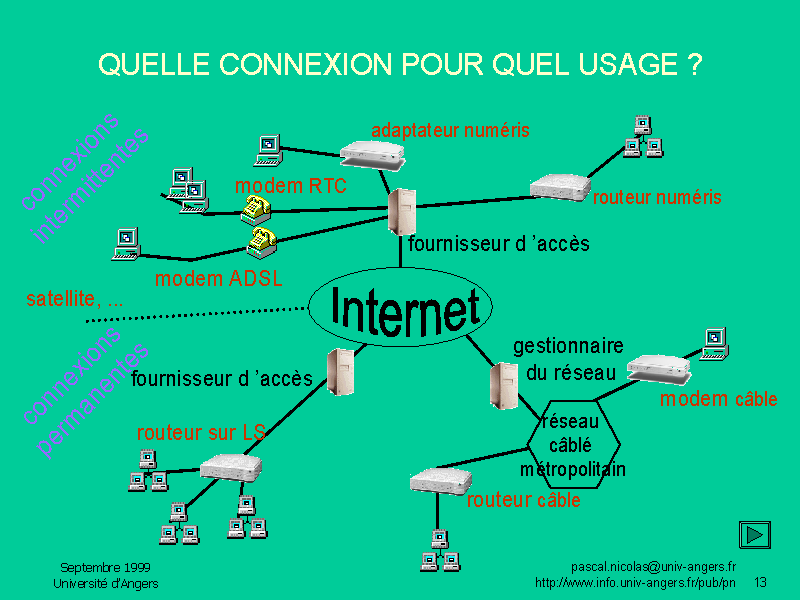 QUELLE CONNEXION POUR QUEL USAGE ?
connexions
intermittentes
adaptateur numéris
modem RTC
routeur numéris
fournisseur d 'accès
modem ADSL
satellite, ...
Internet
connexions
permanentes
fournisseur d 'accès
gestionnaire
du réseau
modem câble
routeur sur LS
réseau
câblé
métropolitain
routeur câble
Septembre 1999
Université d'Angers
pascal.nicolas@univ-angers.fr
http://www.info.univ-angers.fr/pub/pn
13